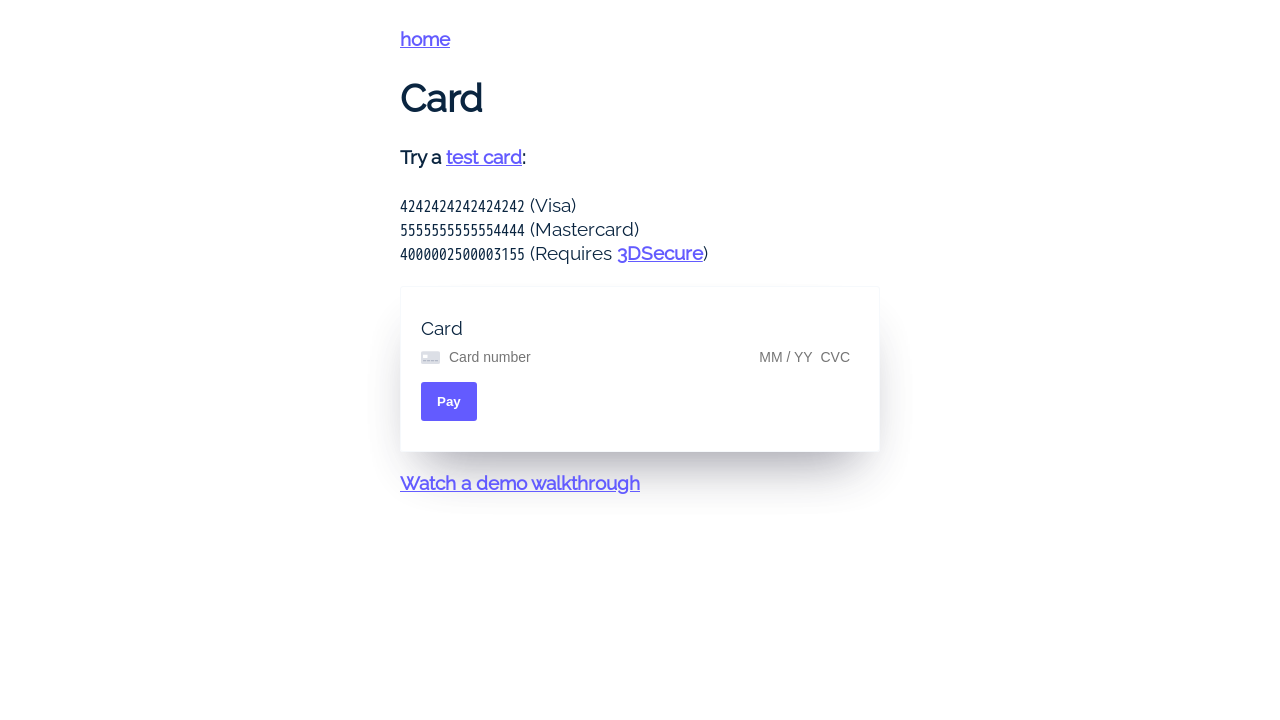 home
Card
Try a test card:
4242424242424242 (Visa)
5555555555554444 (Mastercard)
4000002500003155 (Requires 3DSecure)
Card
Card number MM / YY CVC
Pay
Watch a demo walkthrough